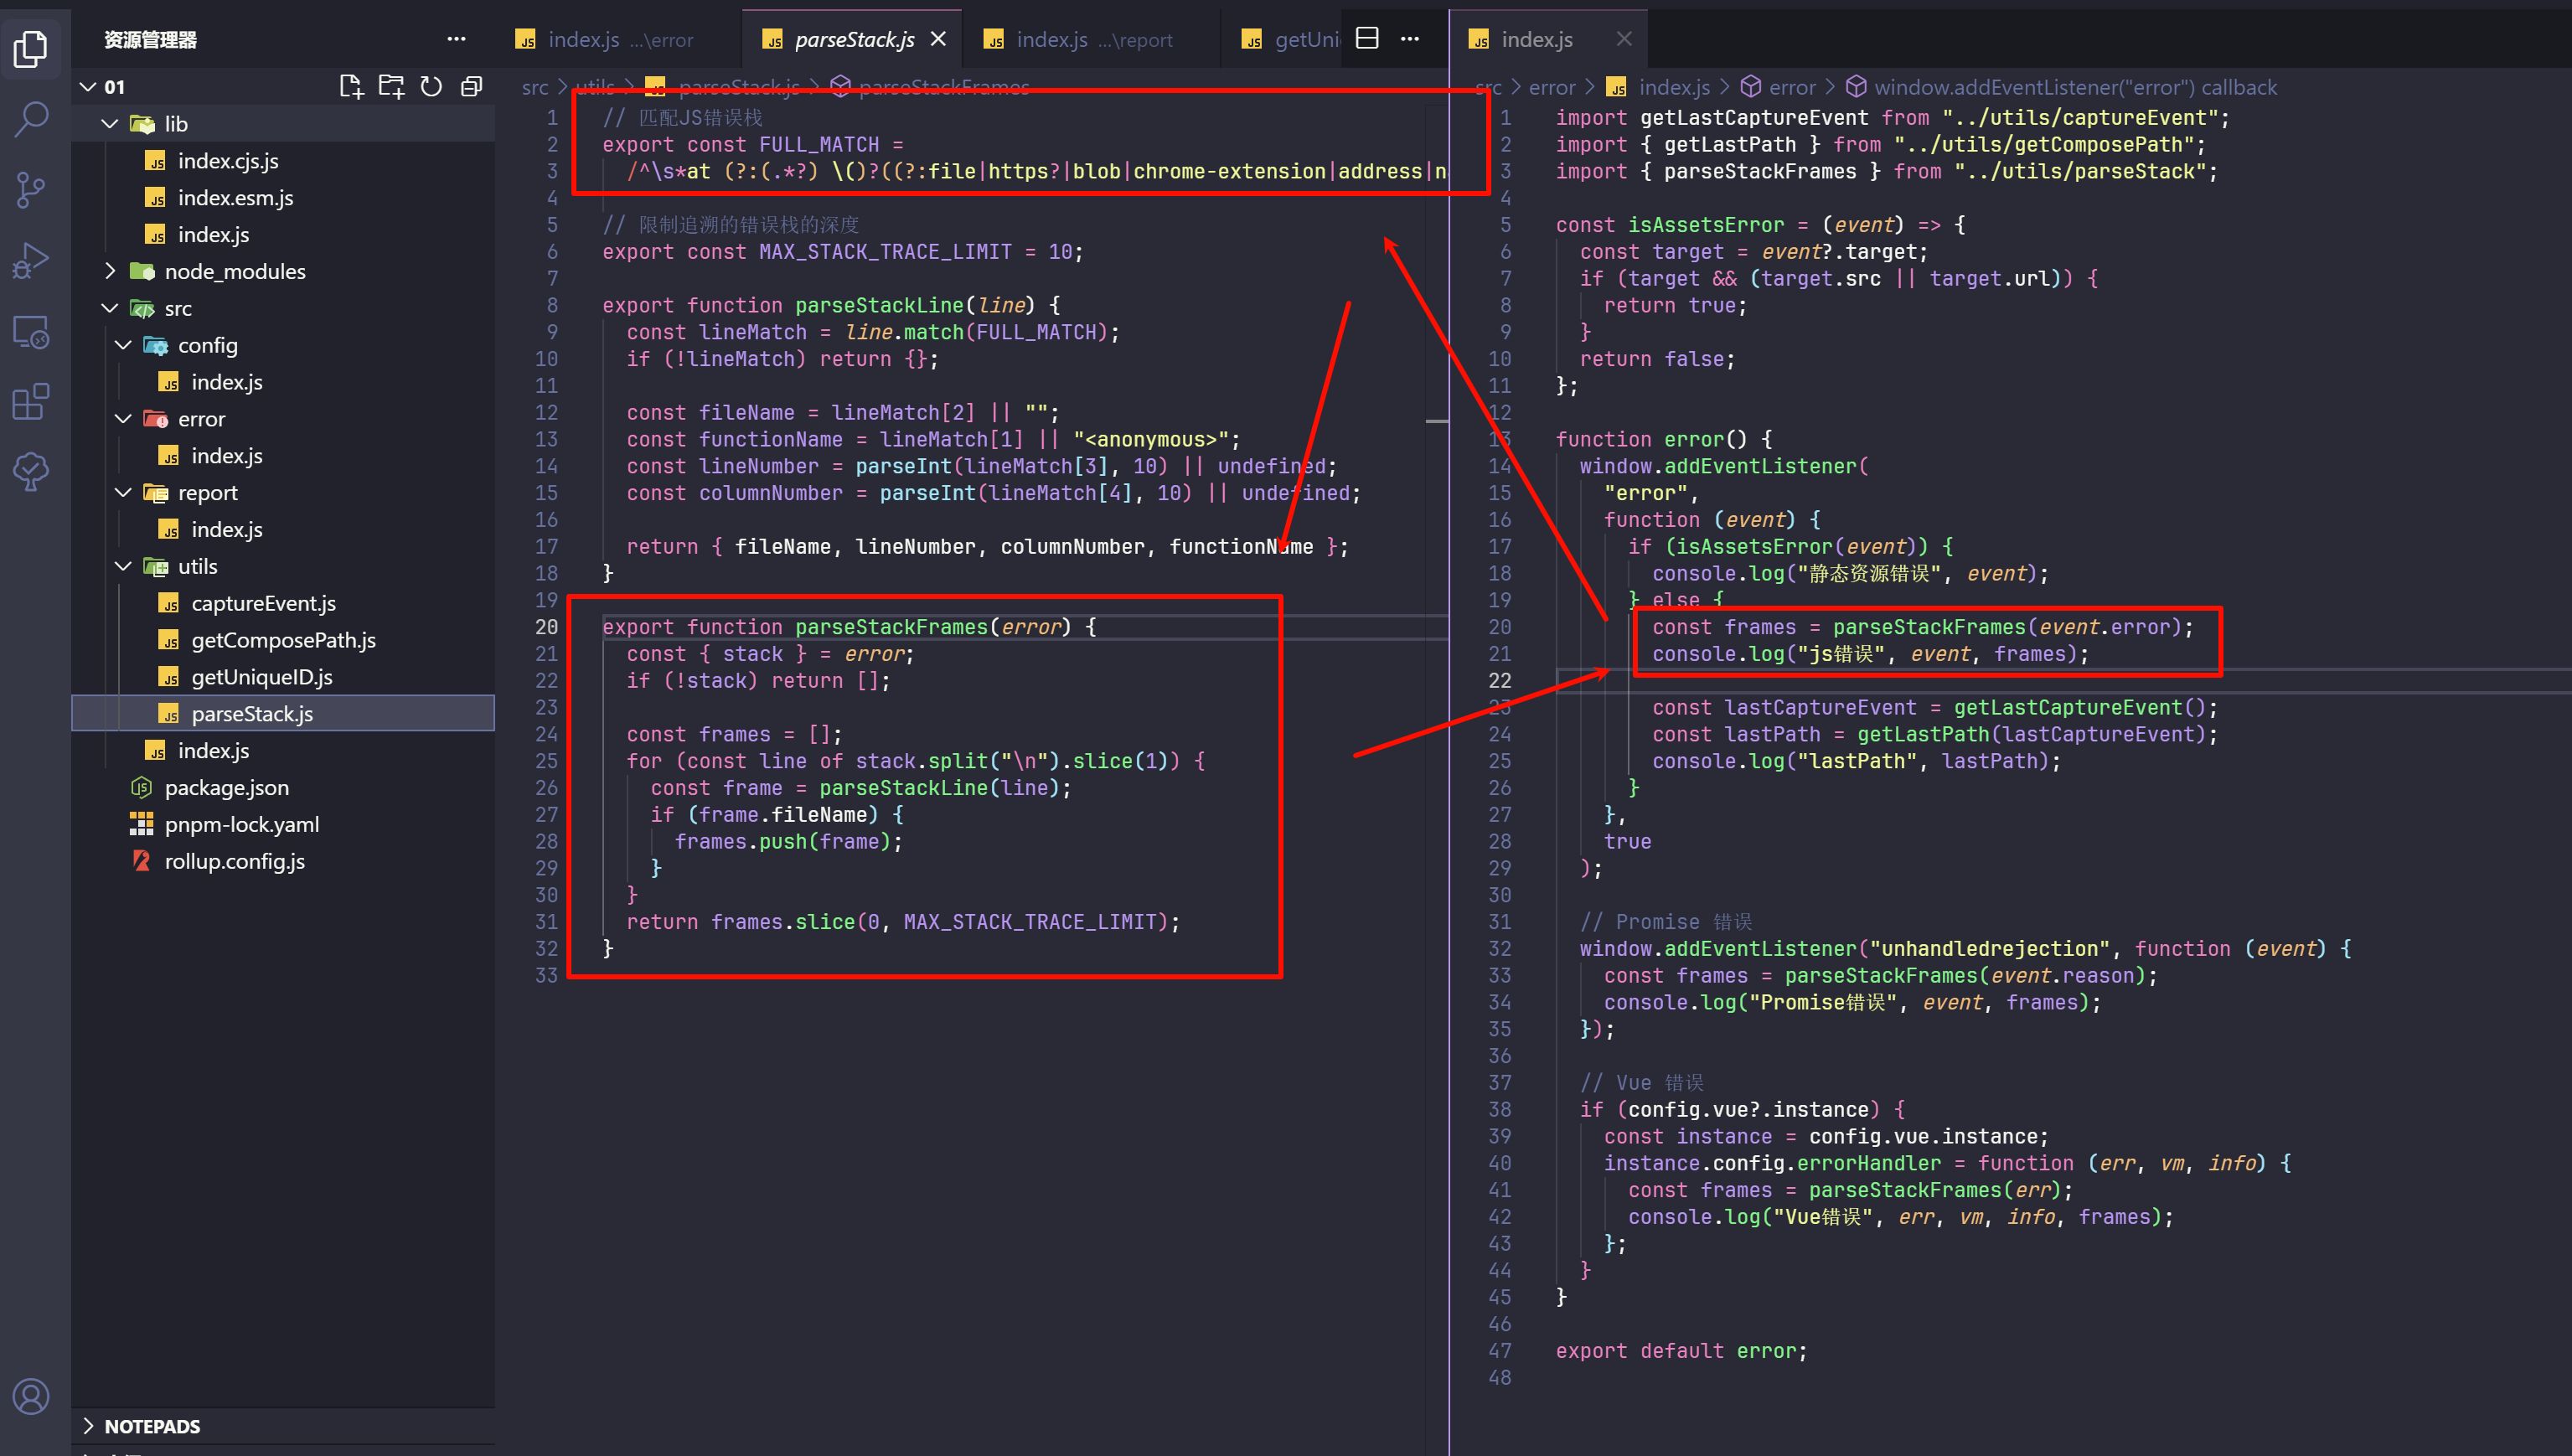 资源管理器
01
lib
index.cjs.js
index.esm.js
index.js
node_modules
src
config
index.js
error
index.js
report
index.js
utils
captureEvent.js
getComposePath.js
getUniqueID.js
parseStack.js
index.js
package.json
pnpm-lock.yaml
rollup.config.js
NOTEPADS
index.js ...\error
parseStack.js
index.js ...\report
getUni
src > utils > parseStack.js > parseStackFrames
1 // 匹配JS错误栈
2 export const FULL_MATCH =
3 /^\s*at (?:(.*?) \()?((?:file|https?|blob|chrome-extension|address|n
4
5 // 限制追溯的错误栈的深度
6 export const MAX_STACK_TRACE_LIMIT = 10;
7
8 export function parseStackLine(line) {
9 const lineMatch = line.match(FULL_MATCH);
10 if (!lineMatch) return {};
11
12 const fileName = lineMatch[2] || "";
13 const functionName = lineMatch[1] || "<anonymous>";
14 const lineNumber = parseInt(lineMatch[3], 10) || undefined;
15 const columnNumber = parseInt(lineMatch[4], 10) || undefined;
16
17 return { fileName, lineNumber, columnNumber, functionName };
18 }
19
20 export function parseStackFrames(error) {
21 const { stack } = error;
22 if (!stack) return [];
23
24 const frames = [];
25 for (const line of stack.split("\n").slice(1)) {
26 const frame = parseStackLine(line);
27 if (frame.fileName) {
28 frames.push(frame);
29 }
30 }
31 return frames.slice(0, MAX_STACK_TRACE_LIMIT);
32 }
33
index.js
src > error > index.js > error > window.addEventListener("error") callback
1 import getLastCaptureEvent from "../utils/captureEvent";
2 import { getLastPath } from "../utils/getComposePath";
3 import { parseStackFrames } from "../utils/parseStack";
4
5 const isAssetsError = (event) => {
6 const target = event?.target;
7 if (target && (target.src || target.url)) {
8 return true;
9 }
10 return false;
11 };
12
13 function error() {
14 window.addEventListener(
15 "error",
16 function (event) {
17 if (isAssetsError(event)) {
18 console.log("静态资源错误", event);
19 } else {
20 const frames = parseStackFrames(event.error);
21 console.log("js错误", event, frames);
22
23 const lastCaptureEvent = getLastCaptureEvent();
24 const lastPath = getLastPath(lastCaptureEvent);
25 console.log("lastPath", lastPath);
26 }
27 },
28 true
29 );
30
31 // Promise 错误
32 window.addEventListener("unhandledrejection", function (event) {
33 const frames = parseStackFrames(event.reason);
34 console.log("Promise错误", event, frames);
35 });
36
37 // Vue 错误
38 if (config.vue?.instance) {
39 const instance = config.vue.instance;
40 instance.config.errorHandler = function (err, vm, info) {
41 const frames = parseStackFrames(err);
42 console.log("Vue错误", err, vm, info, frames);
43 };
44 }
45 }
46
47 export default error;
48